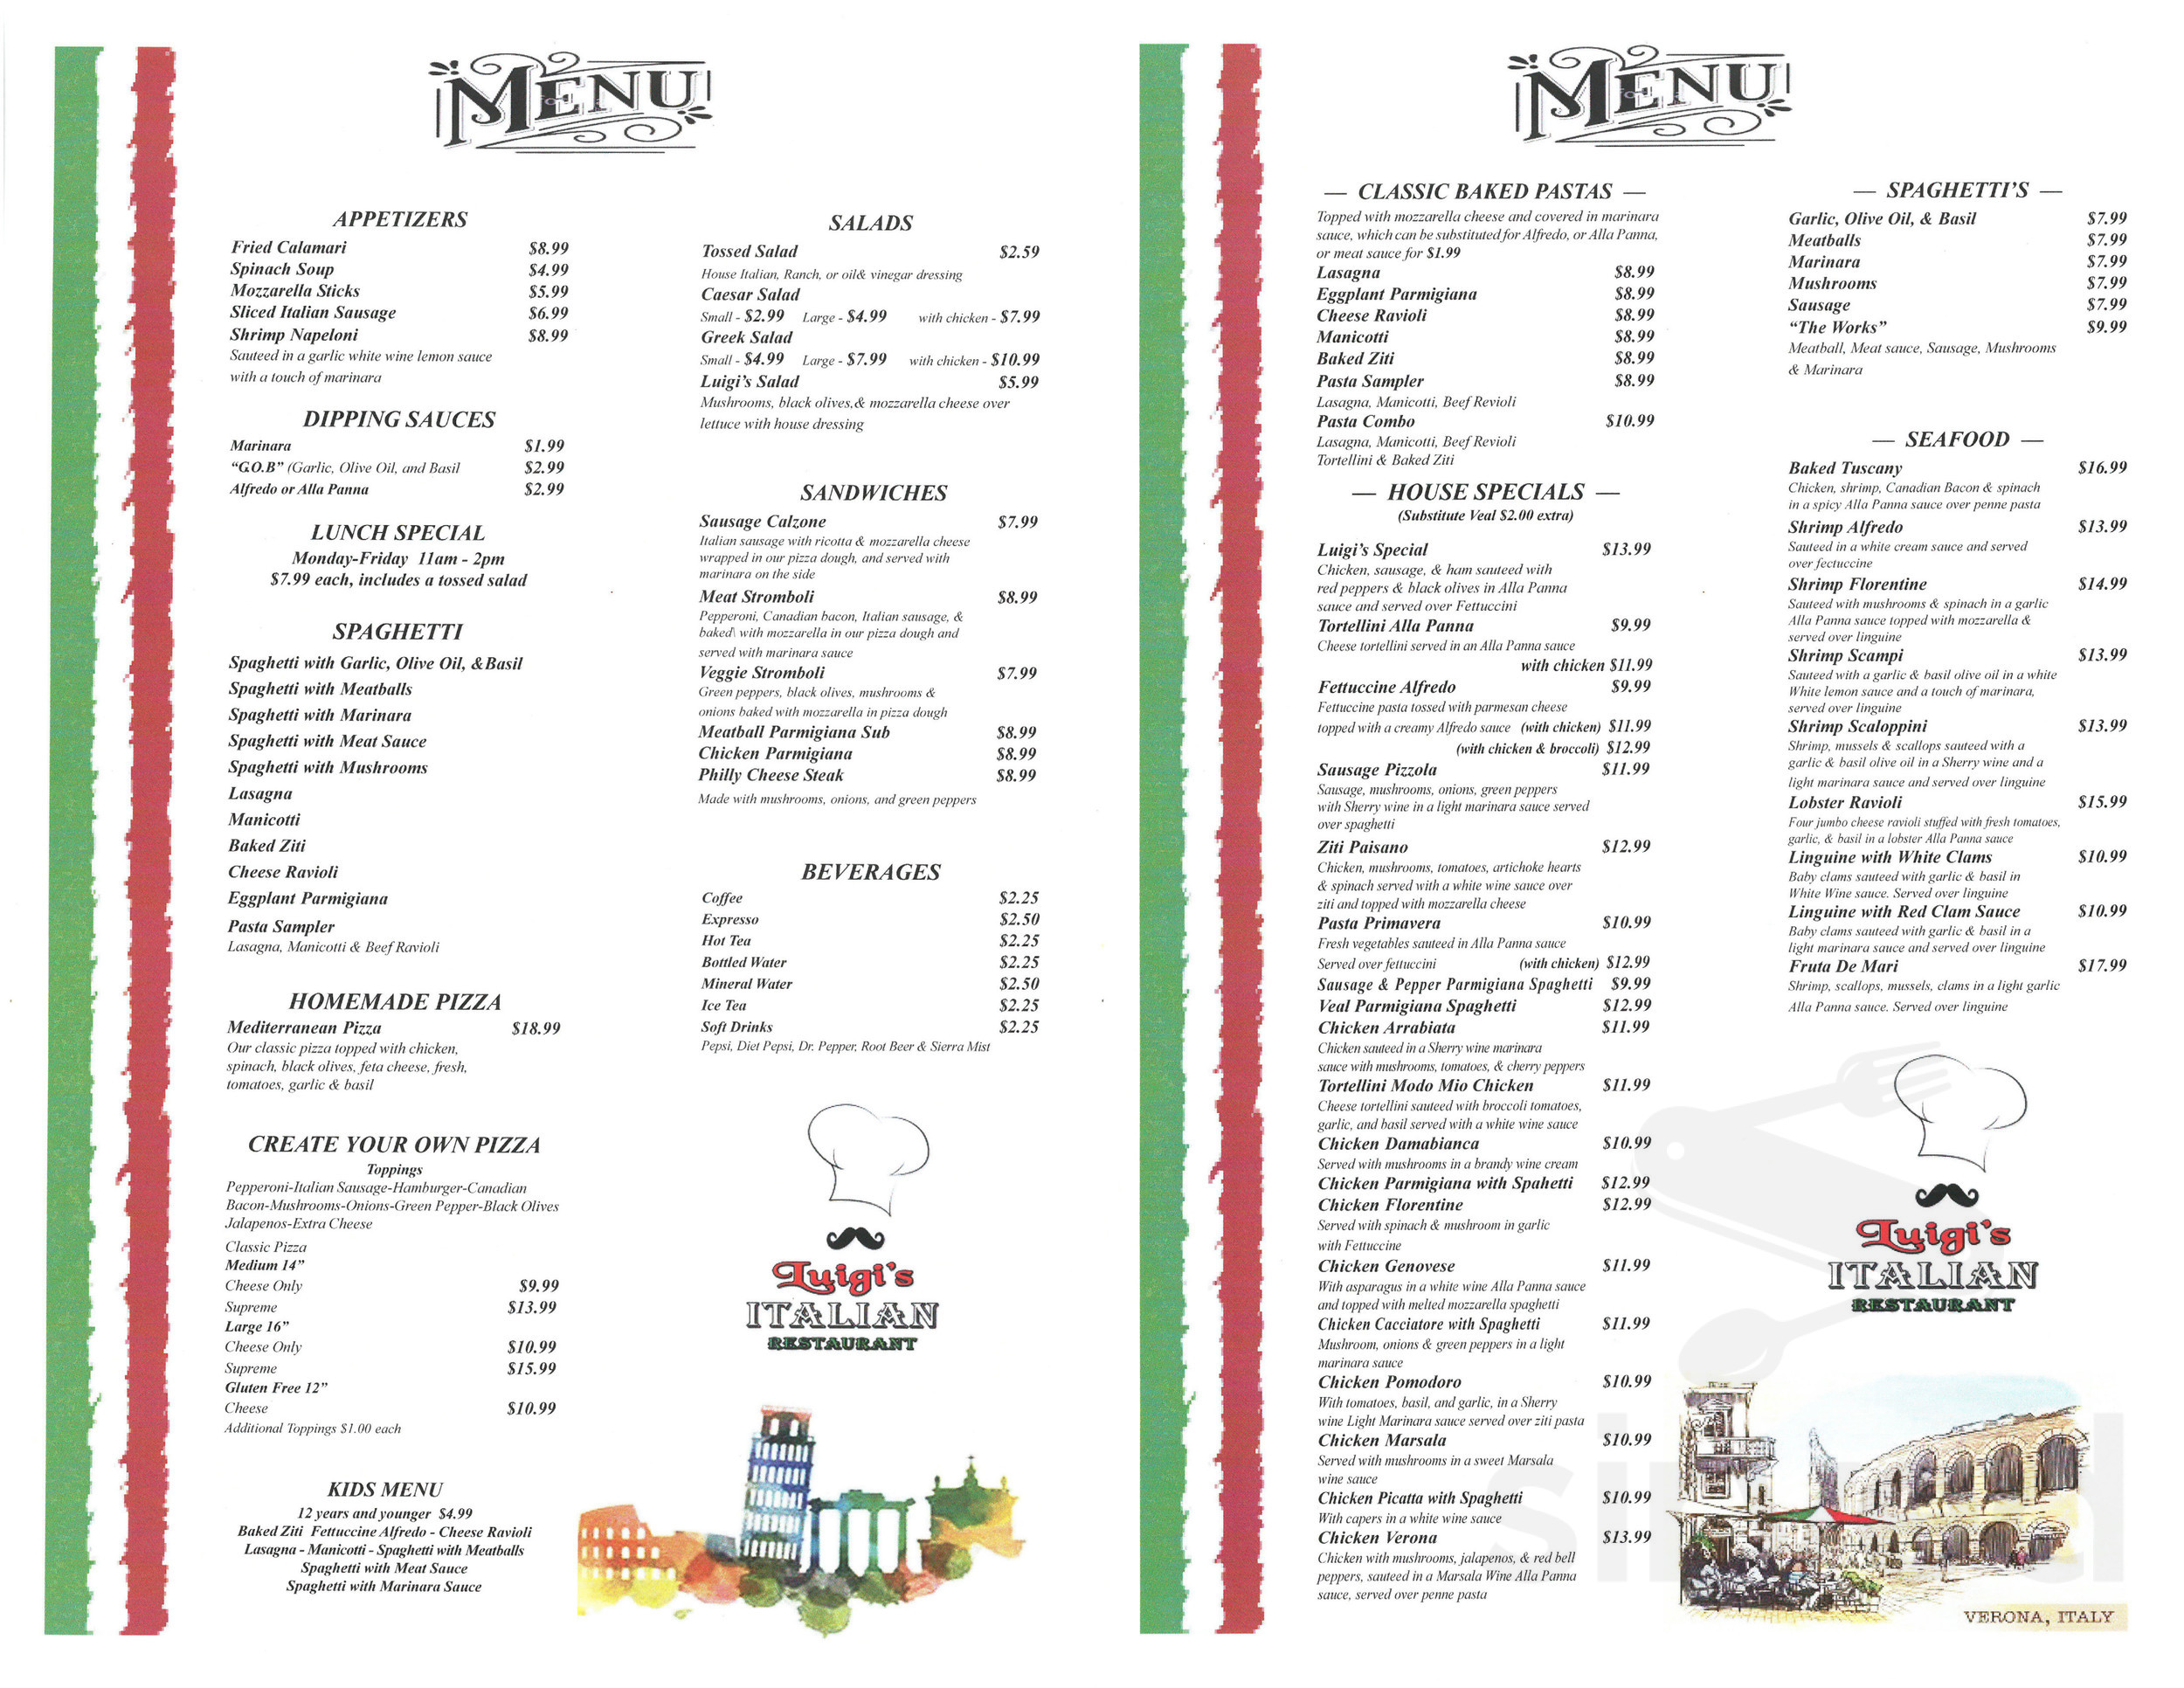 MENU
APPETIZERS
Fried Calamari $8.99
Spinach Soup $4.99
Mozzarella Sticks $5.99
Sliced Italian Sausage $6.99
Shrimp Napeloni $8.99
Sauteed in a garlic white wine lemon sauce
with a touch of marinara
DIPPING SAUCES
Marinara $1.99
“G.O.B” (Garlic, Olive Oil, and Basil $2.99
Alfredo or Alla Panna $2.99
LUNCH SPECIAL
Monday-Friday 11am - 2pm
$7.99 each, includes a tossed salad
SPAGHETTI
Spaghetti with Garlic, Olive Oil, &Basil
Spaghetti with Meatballs
Spaghetti with Marinara
Spaghetti with Meat Sauce
Spaghetti with Mushrooms
Lasagna
Manicotti
Baked Ziti
Cheese Ravioli
Eggplant Parmigiana
Pasta Sampler
Lasagna, Manicotti & Beef Ravioli
HOMEMADE PIZZA
Mediterranean Pizza $18.99
Our classic pizza topped with chicken,
spinach, black olives, feta cheese, fresh,
tomatoes, garlic & basil
CREATE YOUR OWN PIZZA
Toppings
Pepperoni-Italian Sausage-Hamburger-Canadian
Bacon-Mushrooms-Onions-Green Pepper-Black Olives
Jalapenos-Extra Cheese
Classic Pizza
Medium 14”
Cheese Only $9.99
Supreme $13.99
Large 16”
Cheese Only $10.99
Supreme $15.99
Gluten Free 12”
Cheese $10.99
Additional Toppings $1.00 each
KIDS MENU
12 years and younger $4.99
Baked Ziti Fettuccine Alfredo - Cheese Ravioli
Lasagna - Manicotti - Spaghetti with Meatballs
Spaghetti with Meat Sauce
Spaghetti with Marinara Sauce
SALADS
Tossed Salad $2.59
House Italian, Ranch, or oil& vinegar dressing
Caesar Salad
Small - $2.99 Large - $4.99 with chicken - $7.99
Greek Salad
Small - $4.99 Large - $7.99 with chicken - $10.99
Luigi’s Salad $5.99
Mushrooms, black olives,& mozzarella cheese over
lettuce with house dressing
SANDWICHES
Sausage Calzone $7.99
Italian sausage with ricotta & mozzarella cheese
wrapped in our pizza dough, and served with
marinara on the side
Meat Stromboli $8.99
Pepperoni, Canadian bacon, Italian sausage, &
baked\ with mozzarella in our pizza dough and
served with marinara sauce
Veggie Stromboli $7.99
Green peppers, black olives, mushrooms &
onions baked with mozzarella in pizza dough
Meatball Parmigiana Sub $8.99
Chicken Parmigiana $8.99
Philly Cheese Steak $8.99
Made with mushrooms, onions, and green peppers
BEVERAGES
Coffee $2.25
Expresso $2.50
Hot Tea $2.25
Bottled Water $2.25
Mineral Water $2.50
Ice Tea $2.25
Soft Drinks $2.25
Pepsi, Diet Pepsi, Dr. Pepper, Root Beer & Sierra Mist
Luigi's
ITALIAN
RESTAURANT
MENU
— CLASSIC BAKED PASTAS —
Topped with mozzarella cheese and covered in marinara
sauce, which can be substituted for Alfredo, or Alla Panna,
or meat sauce for $1.99
Lasagna $8.99
Eggplant Parmigiana $8.99
Cheese Ravioli $8.99
Manicotti $8.99
Baked Ziti $8.99
Pasta Sampler $8.99
Lasagna, Manicotti, Beef Revioli
Pasta Combo $10.99
Lasagna, Manicotti, Beef Revioli
Tortellini & Baked Ziti
— HOUSE SPECIALS —
(Substitute Veal $2.00 extra)
Luigi’s Special $13.99
Chicken, sausage, & ham sauteed with
red peppers & black olives in Alla Panna
sauce and served over Fettuccini
Tortellini Alla Panna $9.99
Cheese tortellini served in an Alla Panna sauce
with chicken $11.99
Fettuccine Alfredo $9.99
Fettuccine pasta tossed with parmesan cheese
topped with a creamy Alfredo sauce (with chicken) $11.99
(with chicken & broccoli) $12.99
Sausage Pizzola $11.99
Sausage, mushrooms, onions, green peppers
with Sherry wine in a light marinara sauce served
over spaghetti
Ziti Paisano $12.99
Chicken, mushrooms, tomatoes, artichoke hearts
& spinach served with a white wine sauce over
ziti and topped with mozzarella cheese
Pasta Primavera $10.99
Fresh vegetables sauteed in Alla Panna sauce
Served over fettuccini (with chicken) $12.99
Sausage & Pepper Parmigiana Spaghetti $9.99
Veal Parmigiana Spaghetti $12.99
Chicken Arrabiata $11.99
Chicken sauteed in a Sherry wine marinara
sauce with mushrooms, tomatoes, & cherry peppers
Tortellini Modo Mio Chicken $11.99
Cheese tortellini sauteed with broccoli tomatoes,
garlic, and basil served with a white wine sauce
Chicken Damabianca $10.99
Served with mushrooms in a brandy wine cream
Chicken Parmigiana with Spahetti $12.99
Chicken Florentine $12.99
Served with spinach & mushroom in garlic
with Fettuccine
Chicken Genovese $11.99
With asparagus in a white wine Alla Panna sauce
and topped with melted mozzarella spaghetti
Chicken Cacciatore with Spaghetti $11.99
Mushroom, onions & green peppers in a light
marinara sauce
Chicken Pomodoro $10.99
With tomatoes, basil, and garlic, in a Sherry
wine Light Marinara sauce served over ziti pasta
Chicken Marsala $10.99
Served with mushrooms in a sweet Marsala
wine sauce
Chicken Picatta with Spaghetti $10.99
With capers in a white wine sauce
Chicken Verona $13.99
Chicken with mushrooms, jalapenos, & red bell
peppers, sauteed in a Marsala Wine Alla Panna
sauce, served over penne pasta
— SPAGHETTI’S —
Garlic, Olive Oil, & Basil $7.99
Meatballs $7.99
Marinara $7.99
Mushrooms $7.99
Sausage $7.99
“The Works” $9.99
Meatball, Meat sauce, Sausage, Mushrooms
& Marinara
— SEAFOOD —
Baked Tuscany $16.99
Chicken, shrimp, Canadian Bacon & spinach
in a spicy Alla Panna sauce over penne pasta
Shrimp Alfredo $13.99
Sauteed in a white cream sauce and served
over fectuccine
Shrimp Florentine $14.99
Sauteed with mushrooms & spinach in a garlic
Alla Panna sauce topped with mozzarella &
served over linguine
Shrimp Scampi $13.99
Sauteed with a garlic & basil olive oil in a white
White lemon sauce and a touch of marinara,
served over linguine
Shrimp Scaloppini $13.99
Shrimp, mussels & scallops sauteed with a
garlic & basil olive oil in a Sherry wine and a
light marinara sauce and served over linguine
Lobster Ravioli $15.99
Four jumbo cheese ravioli stuffed with fresh tomatoes,
garlic, & basil in a lobster Alla Panna sauce
Linguine with White Clams $10.99
Baby clams sauteed with garlic & basil in
White Wine sauce. Served over linguine
Linguine with Red Clam Sauce $10.99
Baby clams sauteed with garlic & basil in a
light marinara sauce and served over linguine
Fruta De Mari $17.99
Shrimp, scallops, mussels, clams in a light garlic
Alla Panna sauce. Served over linguine
Luigi's
ITALIAN
RESTAURANT
VERONA, ITALY